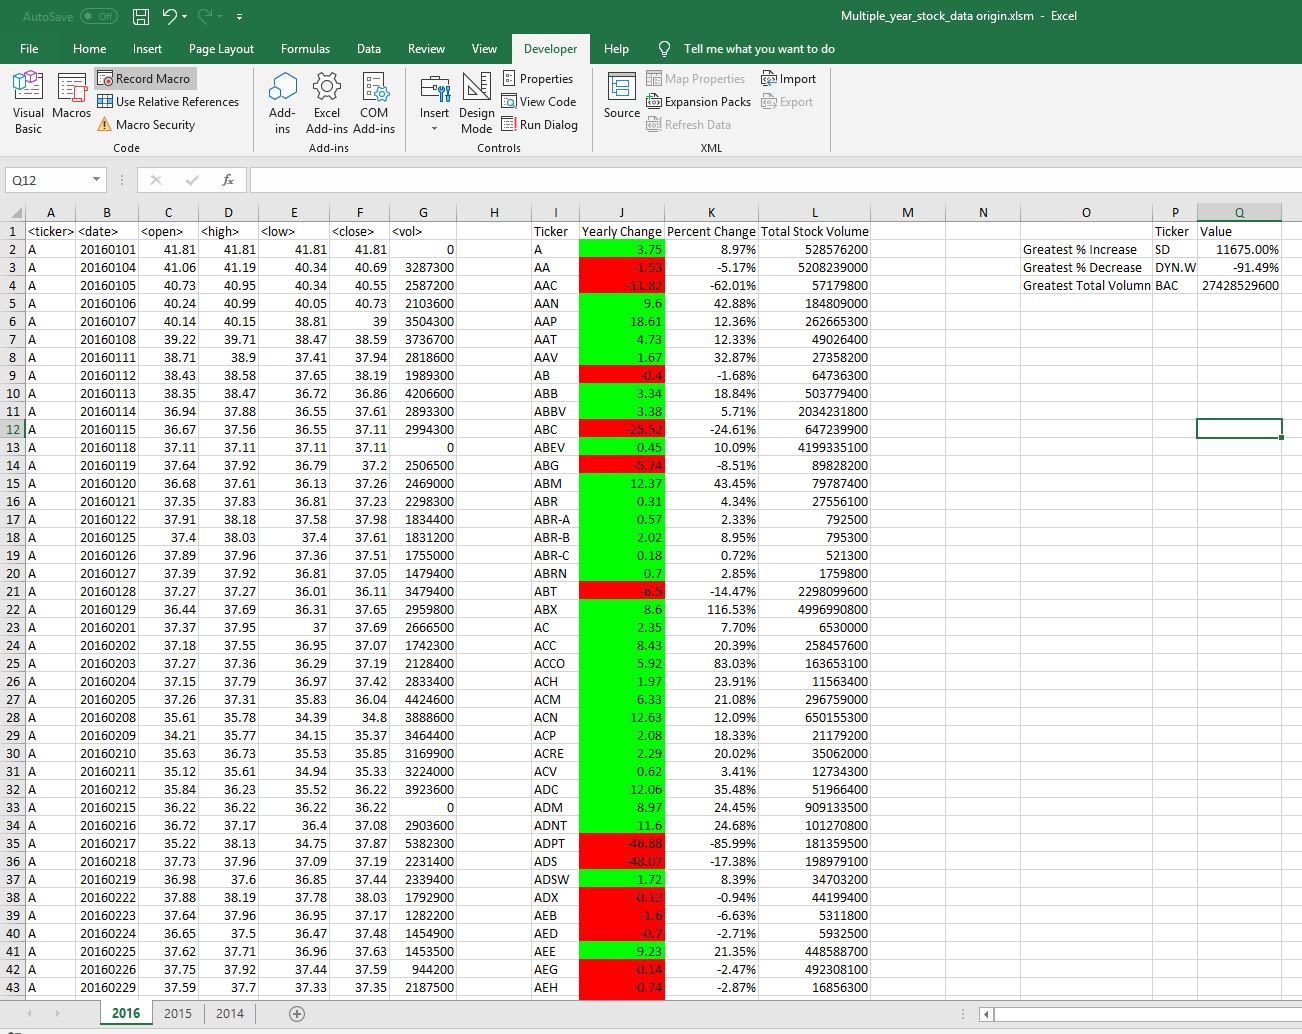 AutoSave Off Multiple_year_stock_data origin.xlsm - Excel
File Home Insert Page Layout Formulas Data Review View Developer Help Tell me what you want to do
Visual Basic Macros Record Macro Use Relative References Macro Security Add-ins Excel Add-ins COM Add-ins Insert Design Mode Properties View Code Run Dialog Source Map Properties Expansion Packs Refresh Data Import Export
Code Add-ins Controls XML
Q12 fx
A B C D E F G H I J K L M N O P Q
1 <ticker> <date> <open> <high> <low> <close> <vol> Ticker Yearly Change Percent Change Total Stock Volume Ticker Value
2 A 20160101 41.81 41.81 41.81 41.81 0 A 3.75 8.97% 528576200 Greatest % Increase SD 11675.00%
3 A 20160104 41.06 41.19 40.34 40.69 3287300 AA -1.53 -5.17% 5208239000 Greatest % Decrease DYN.W -91.49%
4 A 20160105 40.73 40.95 40.34 40.55 2587200 AAC -11.82 -62.01% 57179800 Greatest Total Volumn BAC 27428529600
5 A 20160106 40.24 40.99 40.05 40.73 2103600 AAN 9.6 42.88% 184809000
6 A 20160107 40.14 40.15 38.81 39 3504300 AAP 18.61 12.36% 262665300
7 A 20160108 39.22 39.71 38.47 38.59 3736700 AAT 4.73 12.33% 49026400
8 A 20160111 38.71 38.9 37.41 37.94 2818600 AAV 1.67 32.87% 27358200
9 A 20160112 38.43 38.58 37.65 38.19 1989300 AB -0.4 -1.68% 64736300
10 A 20160113 38.35 38.47 36.72 36.86 4206600 ABB 3.34 18.84% 503779400
11 A 20160114 36.94 37.88 36.55 37.61 2893300 ABBV 3.38 5.71% 2034231800
12 A 20160115 36.67 37.56 36.55 37.11 2994300 ABC -25.52 -24.61% 647239900
13 A 20160118 37.11 37.11 37.11 37.11 0 ABEV 0.45 10.09% 4199335100
14 A 20160119 37.64 37.92 36.79 37.2 2506500 ABG -5.74 -8.51% 89828200
15 A 20160120 36.68 37.61 36.13 37.26 2469000 ABM 12.37 43.45% 79787400
16 A 20160121 37.35 37.83 36.81 37.23 2298300 ABR 0.31 4.34% 27556100
17 A 20160122 37.91 38.18 37.58 37.98 1834400 ABR-A 0.57 2.33% 792500
18 A 20160125 37.4 38.03 37.4 37.61 1831200 ABR-B 2.02 8.95% 795300
19 A 20160126 37.89 37.96 37.36 37.51 1755000 ABR-C 0.18 0.72% 521300
20 A 20160127 37.39 37.92 36.81 37.05 1479400 ABRN 0.7 2.85% 1759800
21 A 20160128 37.27 37.27 36.01 36.11 3479400 ABT -6.5 -14.47% 2298099600
22 A 20160129 36.44 37.69 36.31 37.65 2959800 ABX 8.6 116.53% 4996990800
23 A 20160201 37.37 37.95 37 37.69 2666500 AC 2.35 7.70% 6530000
24 A 20160202 37.18 37.55 36.95 37.07 1742300 ACC 8.43 20.39% 258457600
25 A 20160203 37.27 37.36 36.29 37.19 2128400 ACCO 5.92 83.03% 163653100
26 A 20160204 37.15 37.79 36.97 37.42 2833400 ACH 1.97 23.91% 11563400
27 A 20160205 37.26 37.31 35.83 36.04 4424600 ACM 6.33 21.08% 296759000
28 A 20160208 35.61 35.78 34.39 34.8 3888600 ACN 12.63 12.09% 650155300
29 A 20160209 34.21 35.77 34.15 35.37 3464400 ACP 2.08 18.33% 21179200
30 A 20160210 35.63 36.73 35.53 35.85 3169900 ACRE 2.29 20.02% 35062000
31 A 20160211 35.12 35.61 34.94 35.33 3224000 ACV 0.62 3.41% 12734300
32 A 20160212 35.84 36.23 35.52 36.22 3923600 ADC 12.06 35.48% 51966400
33 A 20160215 36.22 36.22 36.22 36.22 0 ADM 8.97 24.45% 909133500
34 A 20160216 36.72 37.17 36.4 37.08 2903600 ADNT 11.6 24.68% 101270800
35 A 20160217 35.22 38.13 34.75 37.87 5382300 ADPT -46.88 -85.99% 181359500
36 A 20160218 37.73 37.96 37.09 37.19 2231400 ADS -48.07 -17.38% 198979100
37 A 20160219 36.98 37.6 36.85 37.44 2339400 ADSW 1.72 8.39% 34703200
38 A 20160222 37.88 38.19 37.78 38.03 1792900 ADX -0.12 -0.94% 44199400
39 A 20160223 37.64 37.96 36.95 37.17 1282200 AEB -1.6 -6.63% 5311800
40 A 20160224 36.65 37.5 36.47 37.48 1454900 AED -0.7 -2.71% 5932500
41 A 20160225 37.62 37.71 36.96 37.63 1453500 AEE 9.23 21.35% 448588700
42 A 20160226 37.75 37.92 37.44 37.59 944200 AEG -0.14 -2.47% 492308100
43 A 20160229 37.59 37.7 37.33 37.35 2187500 AEH -0.74 -2.87% 16856300
2016 2015 2014